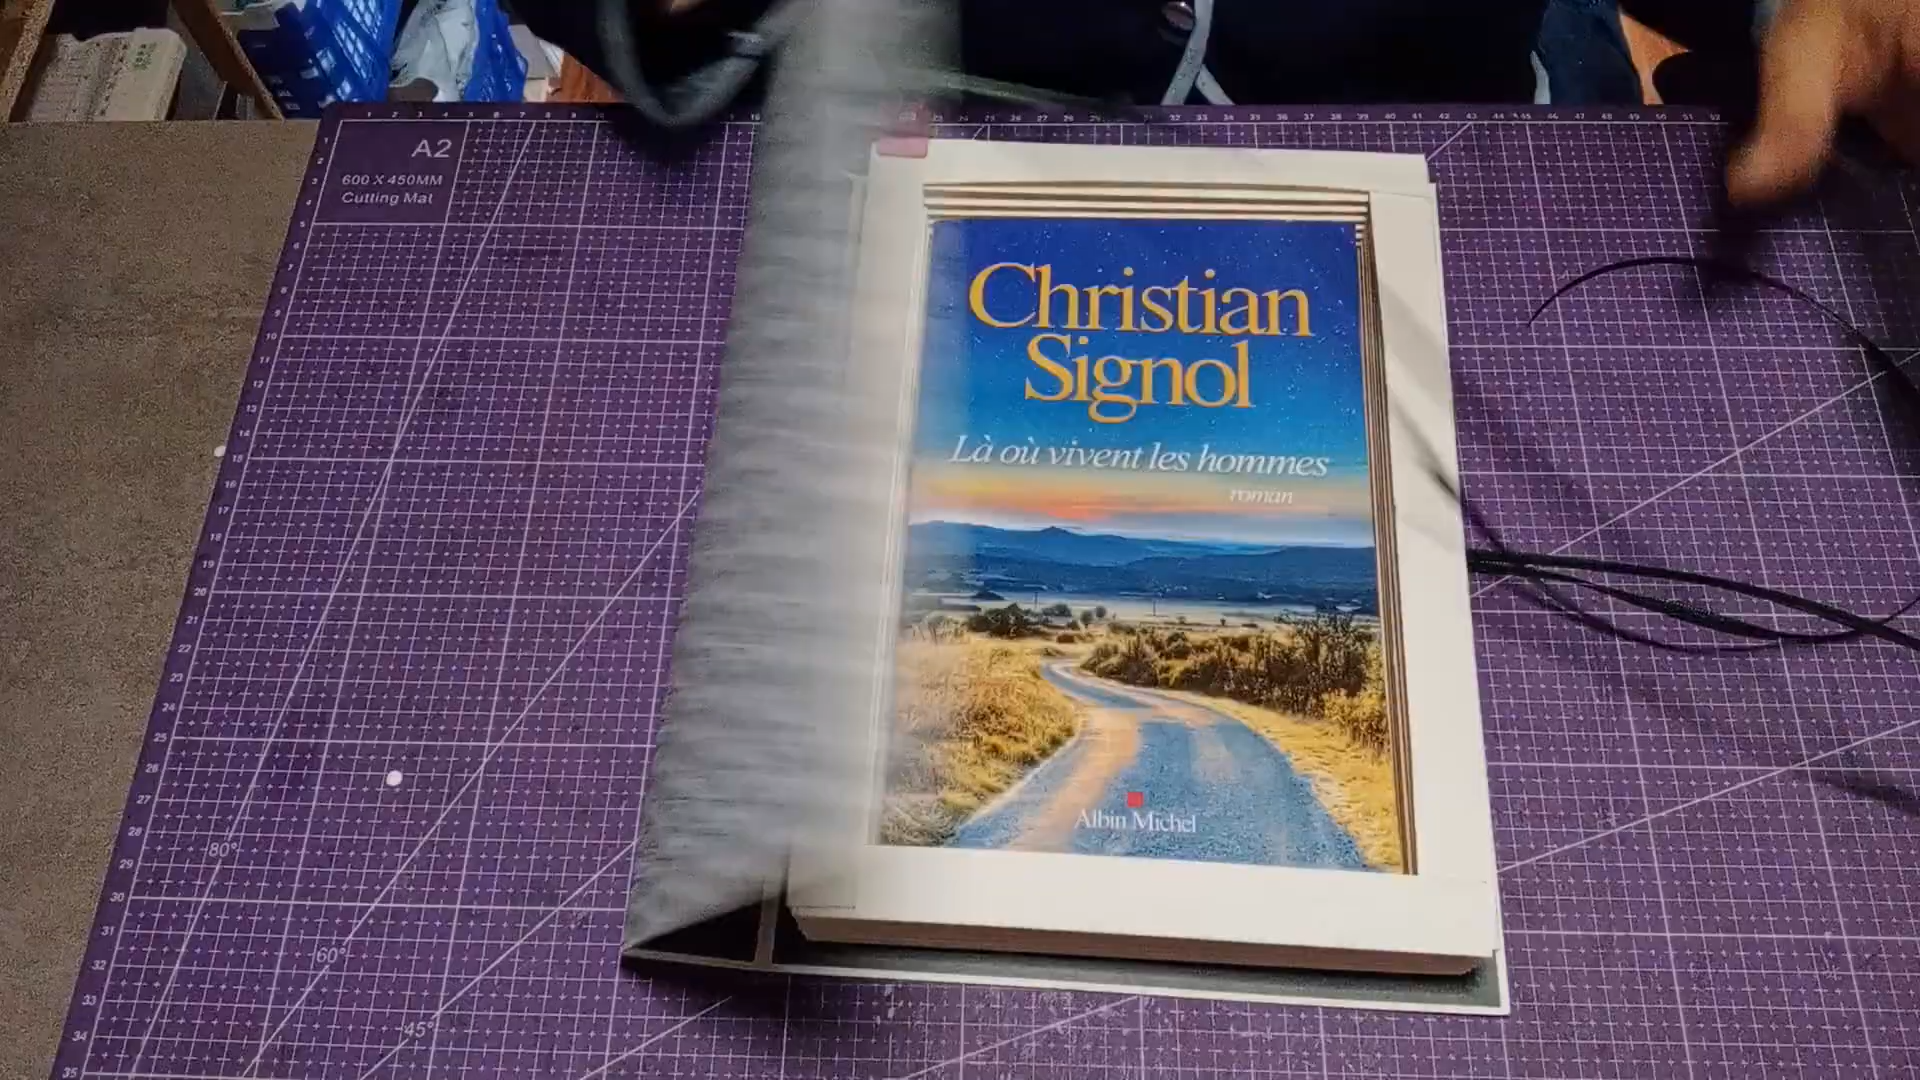 A2
600 X 450MM
Cutting Mat
Christian
Signol
Là où vivent les hommes
roman
Albin Michel
80°
60°
45°